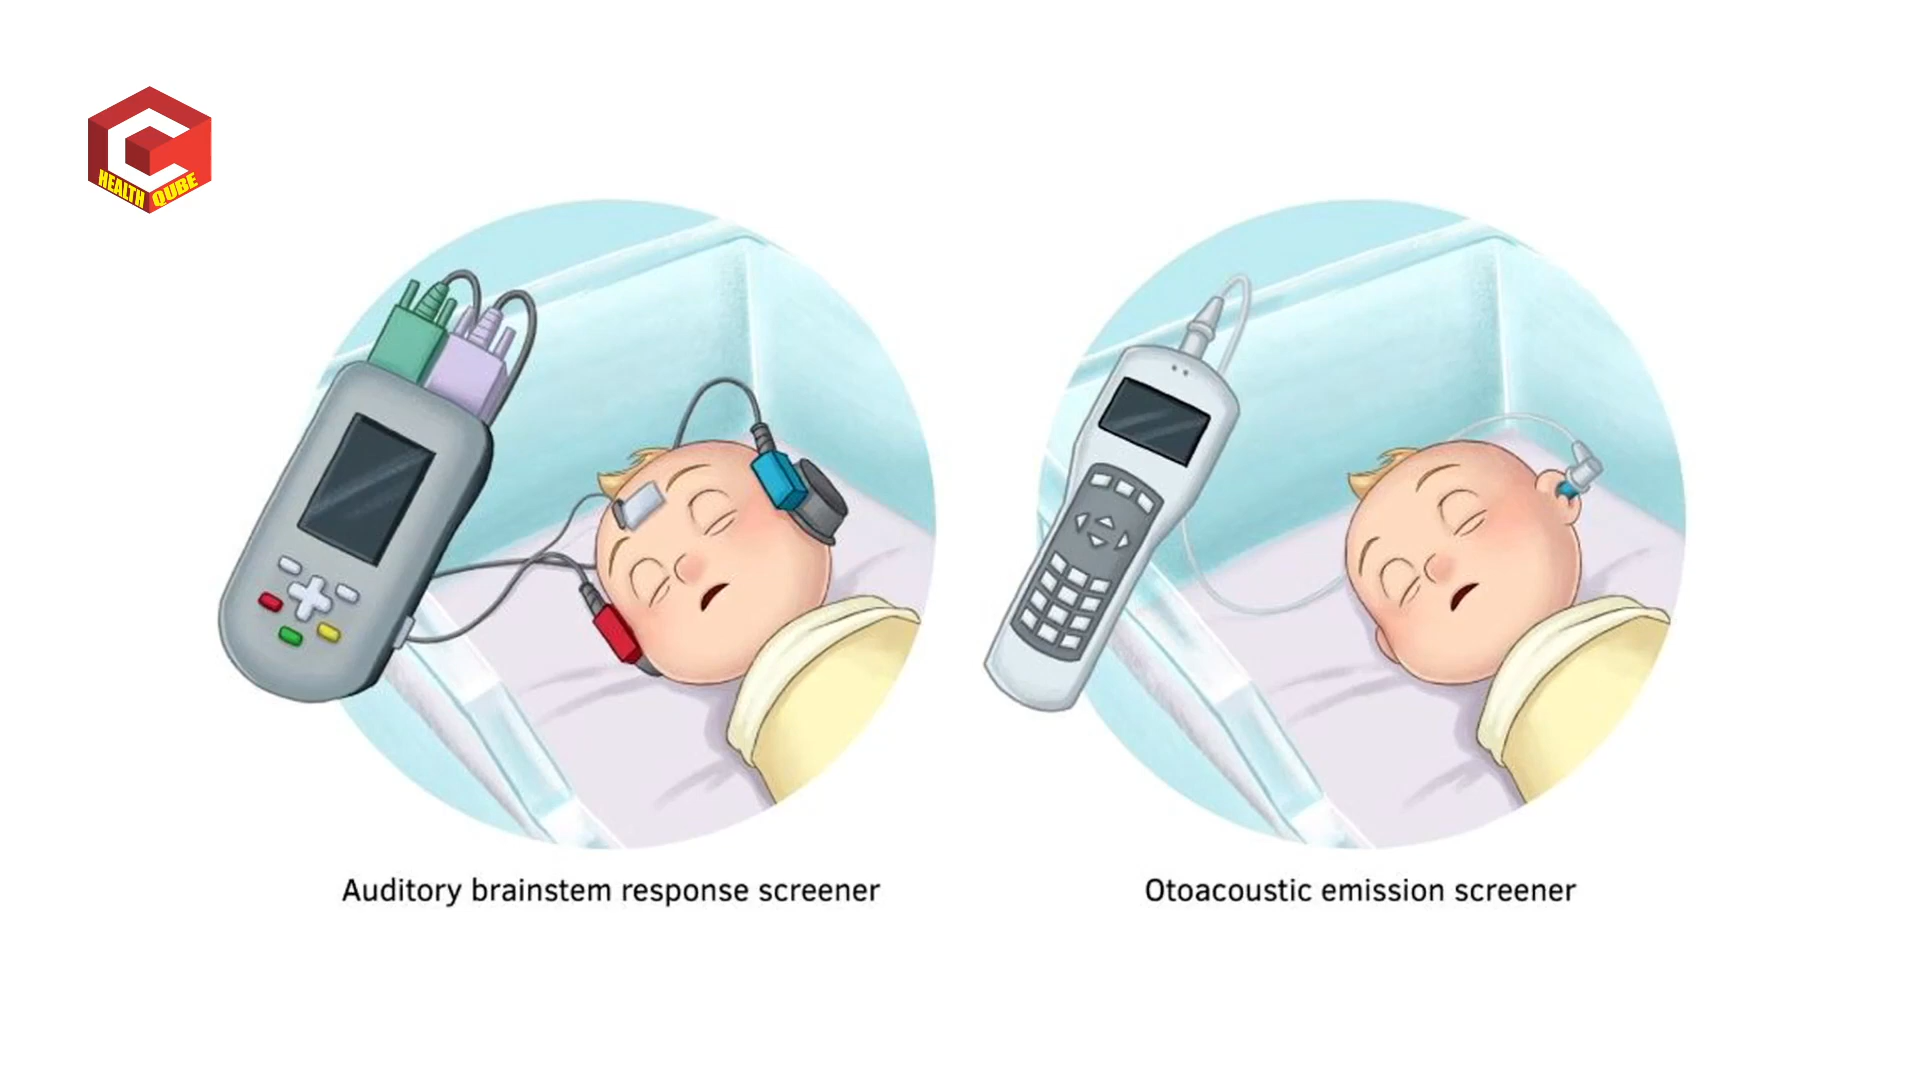 HEALTH QUBE
Auditory brainstem response screener
Otoacoustic emission screener